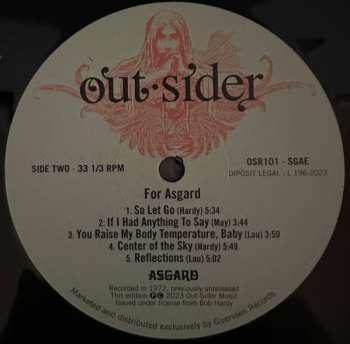 out·sider
SIDE TWO - 33 1/3 RPM
OSR101 - SGAE
DIPÒSIT LEGAL : L 196-2023
For Asgard
1. So Let Go (Hardy) 5:34
2. If I Had Anything To Say (May) 3:44
3. You Raise My Body Temperature, Baby (Lau) 3:50
4. Center of the Sky (Hardy) 5:49
5. Reflections (Lau) 5:02
ASGARD
Recorded in 1972, previously unreleased
This edition ℗ © 2023 Out-Sider Music
Issued under license from Bob Hardy
Marketed and distributed exclusively by Guerssen Records